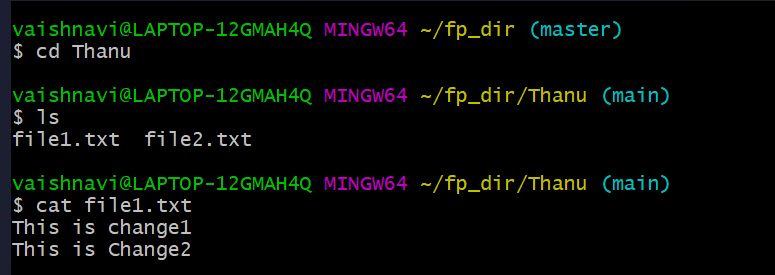 vaishnavi@LAPTOP-12GMAH4Q MINGW64 ~/fp_dir (master)
$ cd Thanu
vaishnavi@LAPTOP-12GMAH4Q MINGW64 ~/fp_dir/Thanu (main)
$ ls
file1.txt  file2.txt
vaishnavi@LAPTOP-12GMAH4Q MINGW64 ~/fp_dir/Thanu (main)
$ cat file1.txt
This is change1
This is Change2